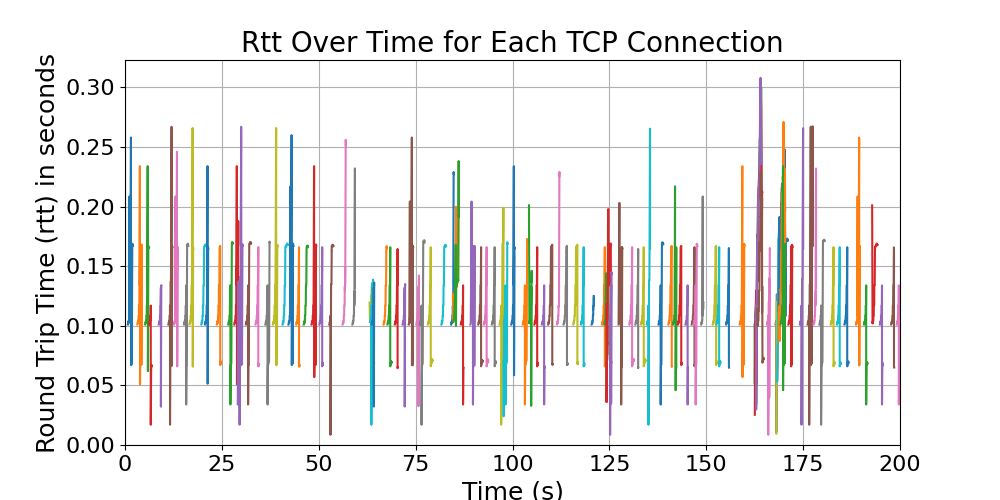 Rtt Over Time for Each TCP Connection
Round Trip Time (rtt) in seconds
0.30
0.25
0.20
0.15
0.10
0.05
0.00
0 25 50 75 100 125 150 175 200
Time (s)